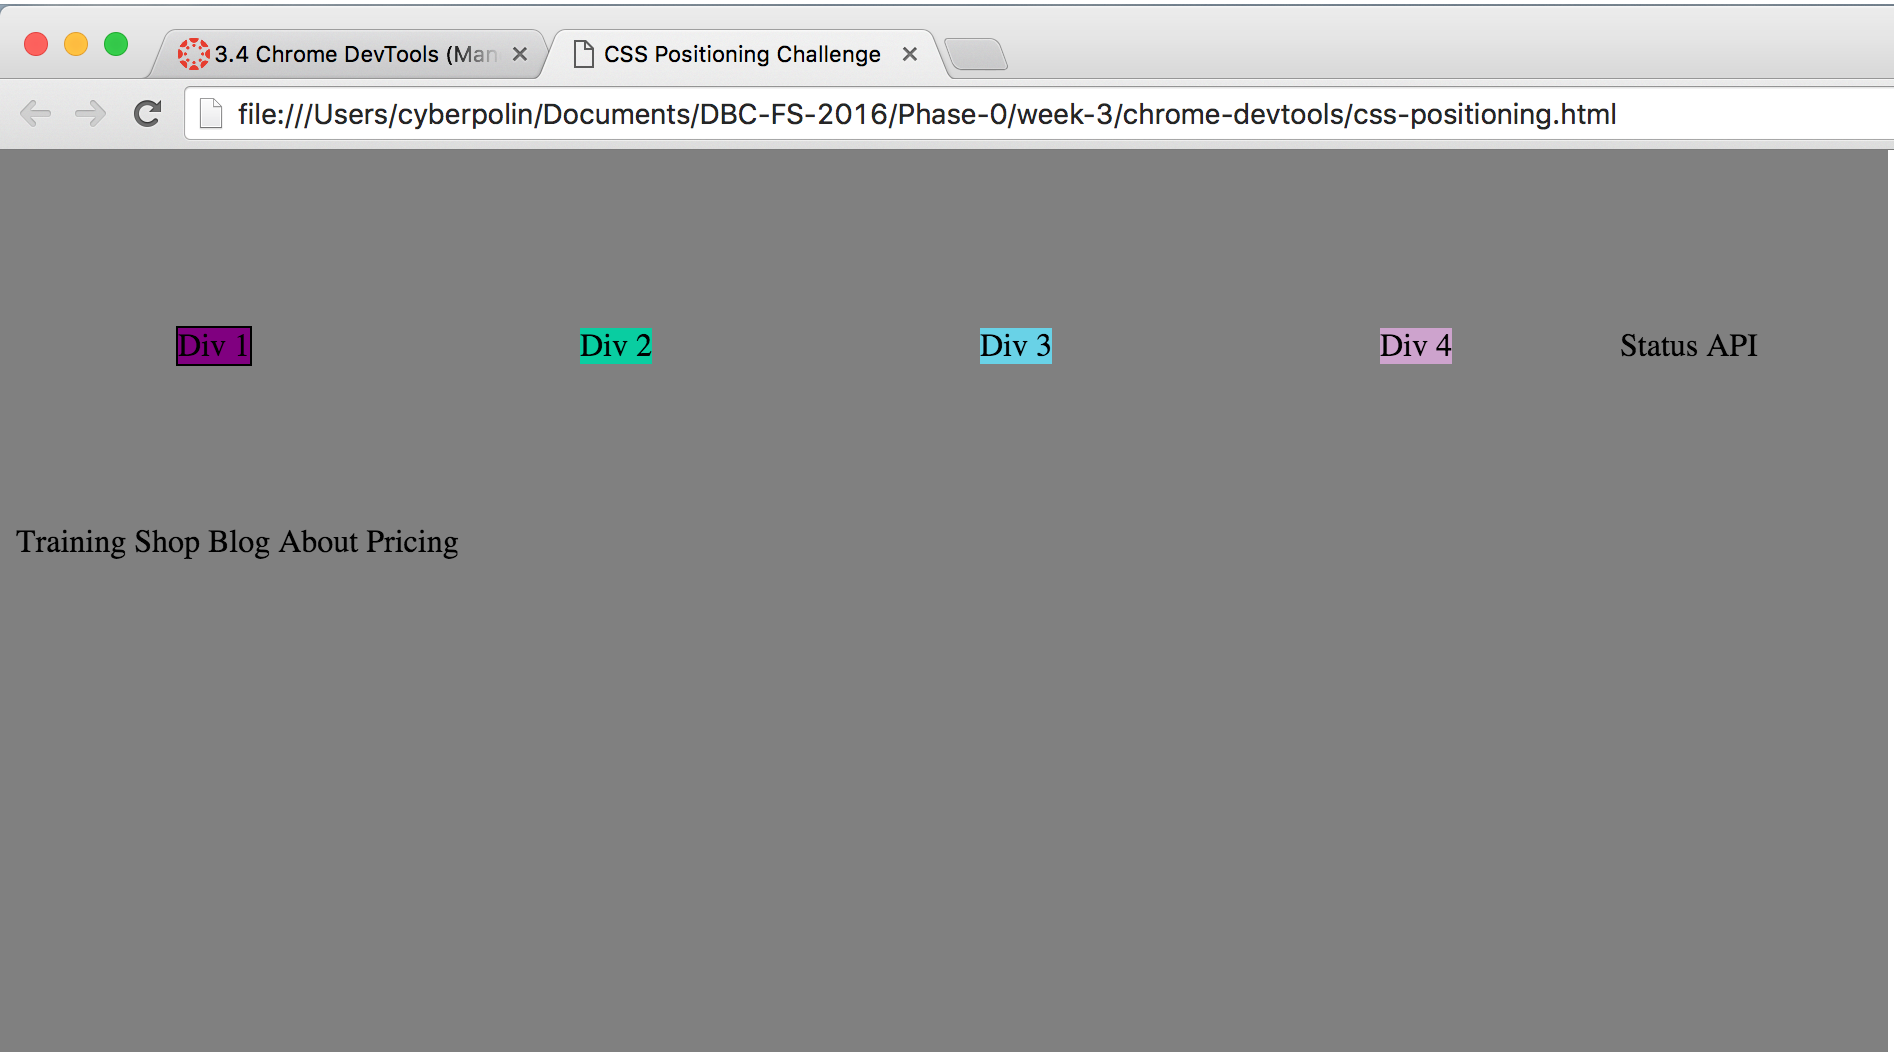 3.4 Chrome DevTools (Man
CSS Positioning Challenge
file:///Users/cyberpolin/Documents/DBC-FS-2016/Phase-0/week-3/chrome-devtools/css-positioning.html
Div 1 Div 2 Div 3 Div 4 Status API
Training Shop Blog About Pricing